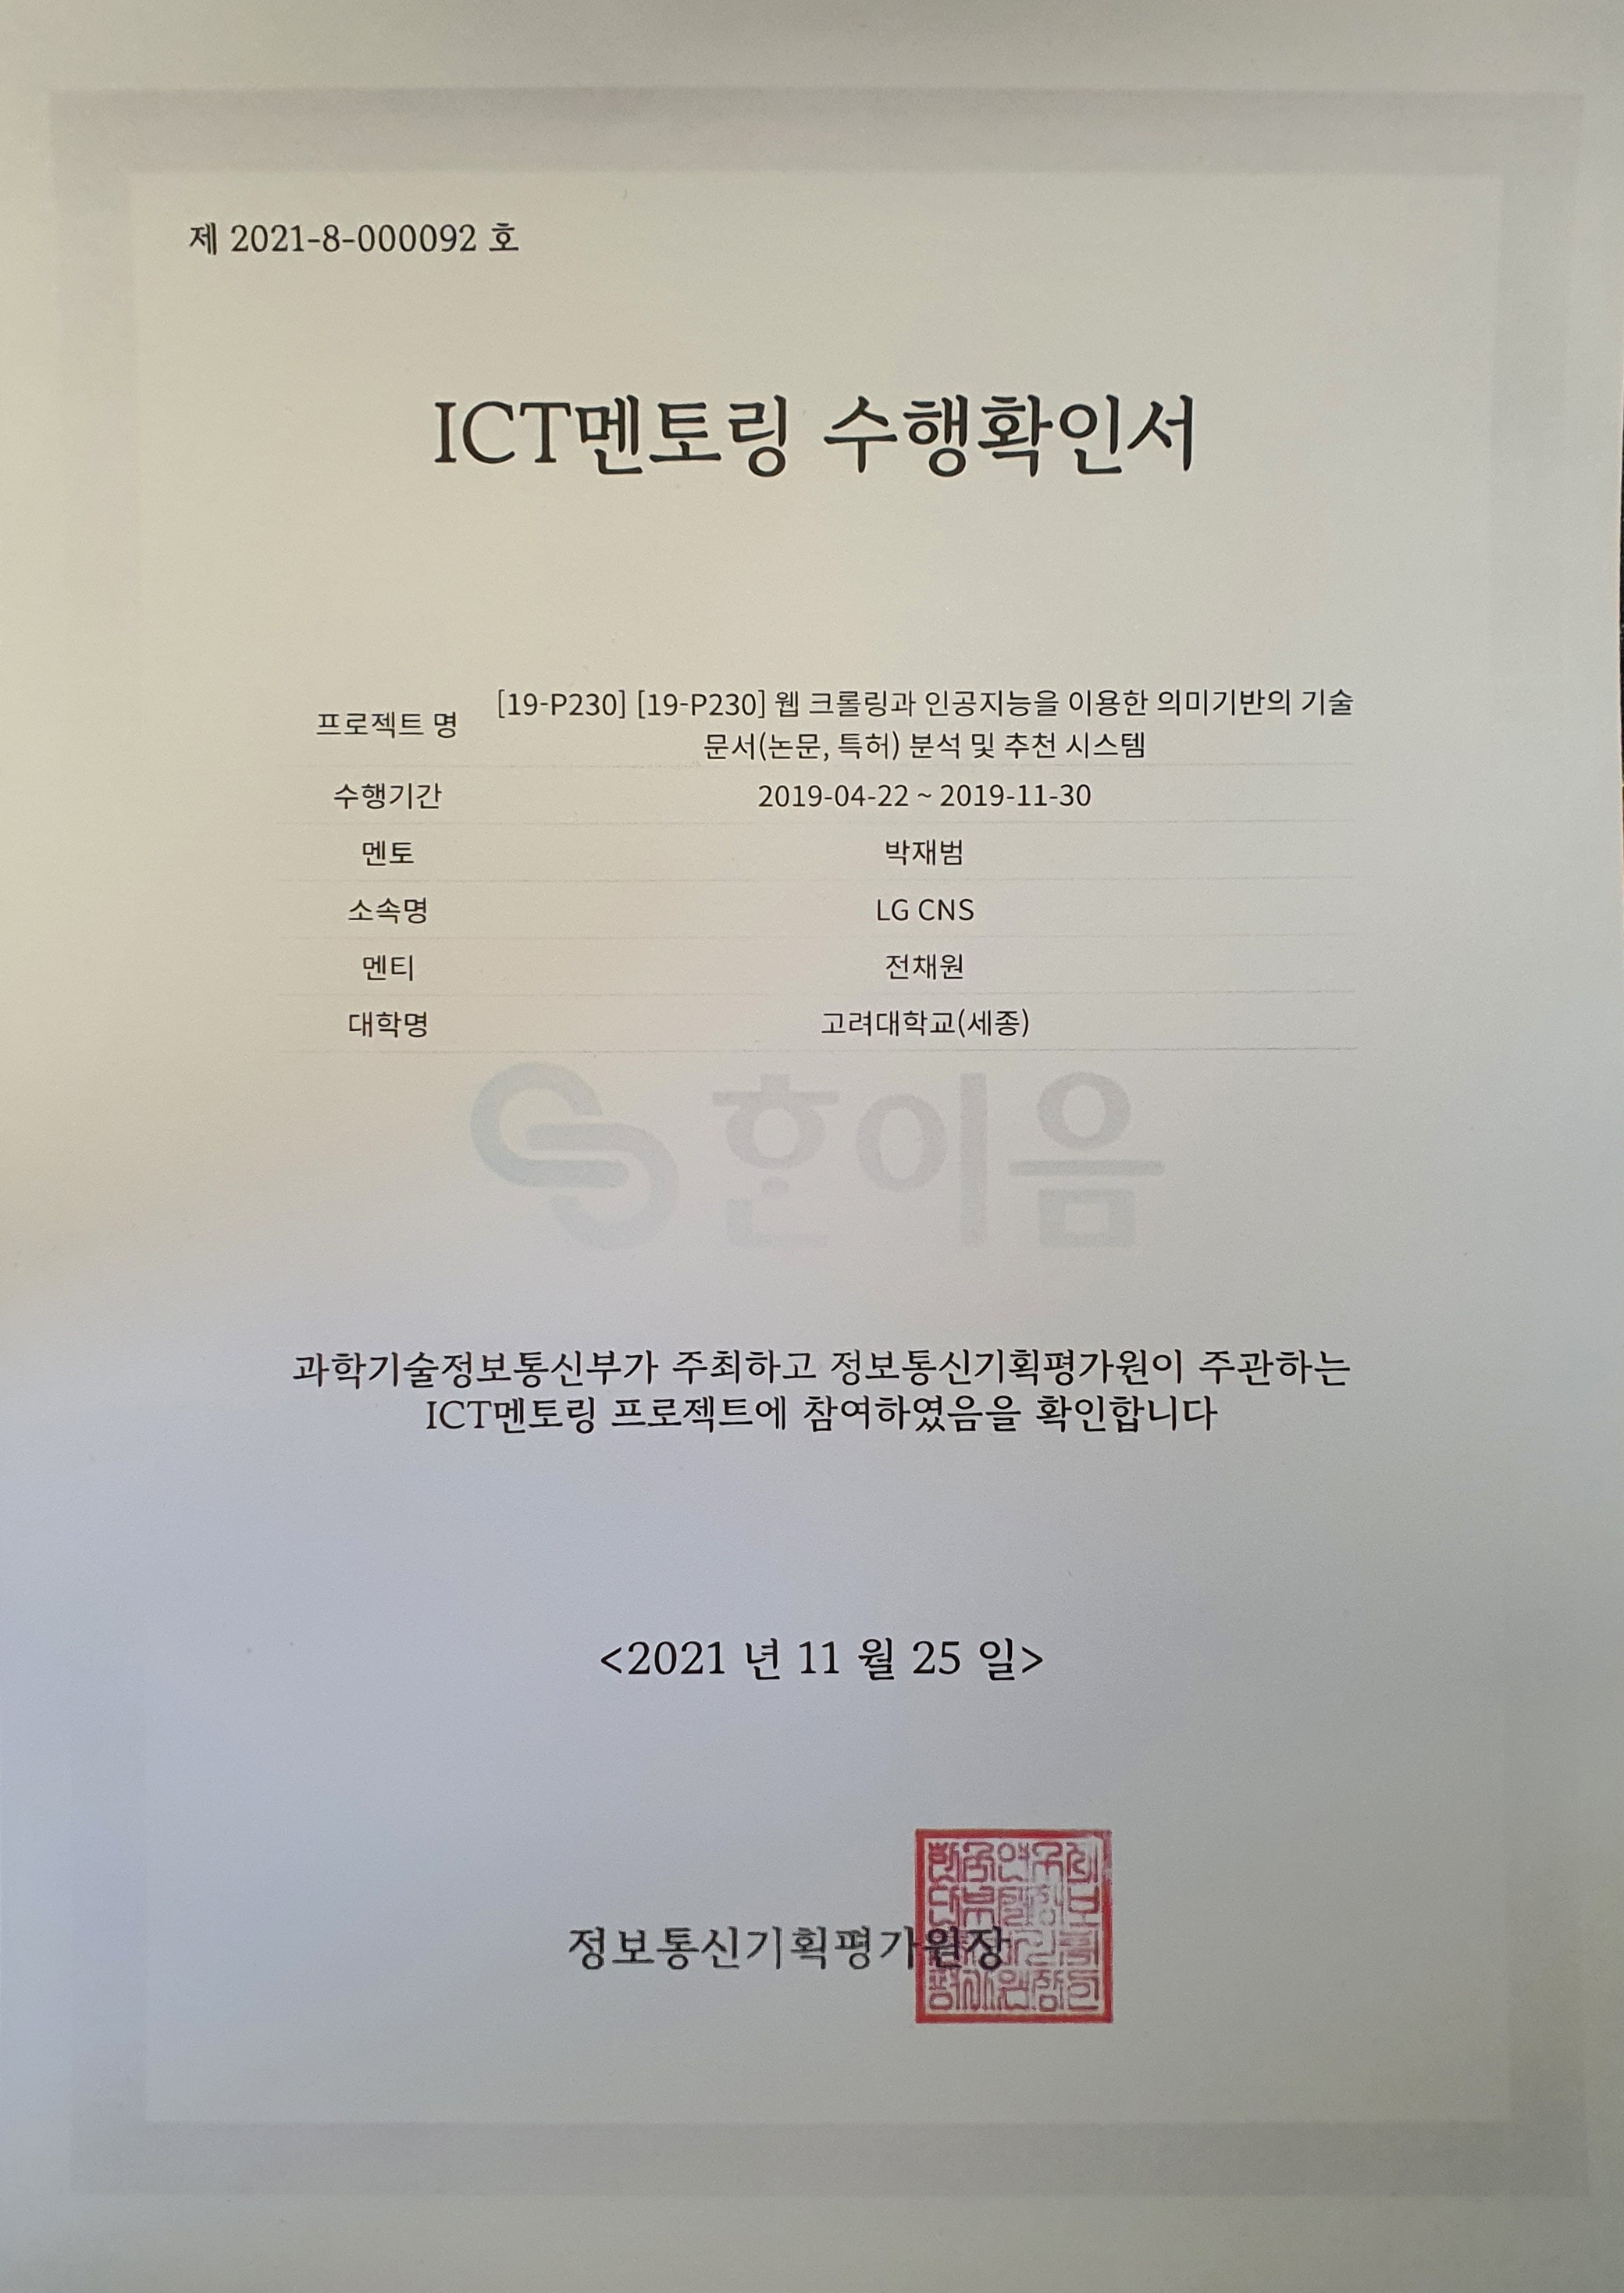 제 2021-8-000092 호
ICT멘토링 수행확인서
프로젝트 명 [19-P230] [19-P230] 웹 크롤링과 인공지능을 이용한 의미기반의 기술
문서(논문, 특허) 분석 및 추천 시스템
수행기간 2019-04-22 ~ 2019-11-30
멘토 박재범
소속명 LG CNS
멘티 전채원
대학명 고려대학교(세종)
한이음
과학기술정보통신부가 주최하고 정보통신기획평가원이 주관하는
ICT멘토링 프로젝트에 참여하였음을 확인합니다
<2021 년 11 월 25 일>
정보통신기획평가원장